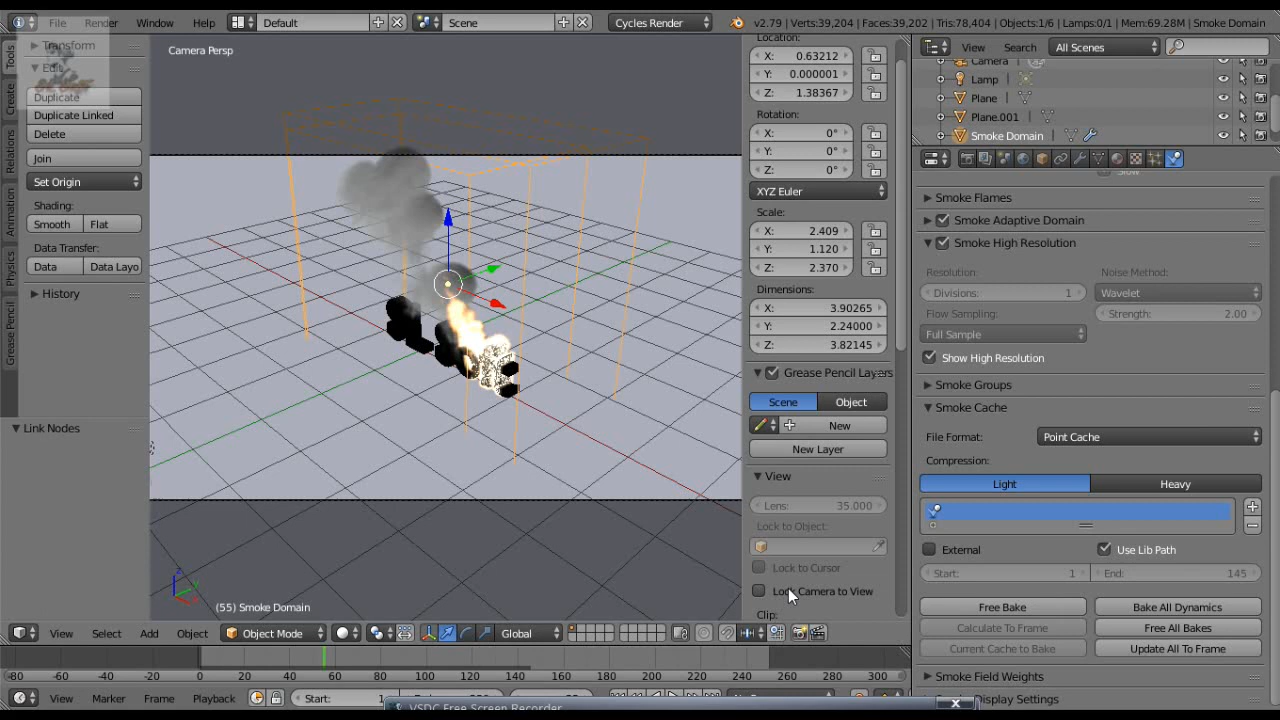 File Render Window Help Default Scene Cycles Render v2.79 | Verts:39,204 | Faces:39,202 | Tris:78,404 | Objects:1/6 | Lamps:0/1 | Mem:69.28M | Smoke Domain
Tools
Create
Relations
Animation
Physics
Grease Pencil
Transform
Edit
Duplicate
Duplicate Linked
Delete
Join
Set Origin
Shading:
Smooth Flat
Data Transfer:
Data Data Layo
History
Link Nodes
Camera Persp
(55) Smoke Domain
Location:
X: 0.63212
Y: 0.000001
Z: 1.38367
Rotation:
X: 0°
Y: 0°
Z: 0°
XYZ Euler
Scale:
X: 2.409
Y: 1.120
Z: 2.370
Dimensions:
X: 3.90265
Y: 2.24000
Z: 3.82145
Grease Pencil Layers
Scene Object
New
New Layer
View
Lens: 35.000
Lock to Object:
Lock to Cursor
Lock Camera to View
Clip:
View Search All Scenes
Camera
Lamp
Plane
Plane.001
Smoke Domain
Smoke Flames
Smoke Adaptive Domain
Smoke High Resolution
Resolution: Noise Method:
Divisions: 1 Wavelet
Flow Sampling: Strength: 2.00
Full Sample
Show High Resolution
Smoke Groups
Smoke Cache
File Format: Point Cache
Compression:
Light Heavy
External Use Lib Path
Start: 1 End: 145
Free Bake Bake All Dynamics
Calculate To Frame Free All Bakes
Current Cache to Bake Update All To Frame
Smoke Field Weights
Display Settings
View Select Add Object Object Mode Global
-80 -60 -40 -20 0 20 40 60 80 100 120 140 160 180 200 220 240 260 280 300
View Marker Frame Playback Start: 1
VSDC Free Screen Recorder